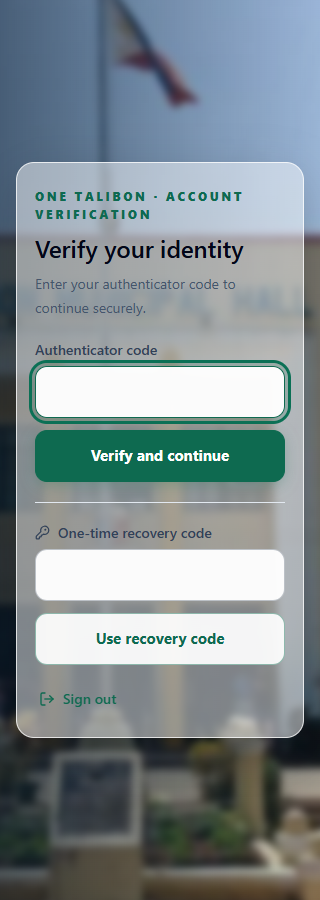 ONE TALIBON · ACCOUNT
VERIFICATION
Verify your identity
Enter your authenticator code to
continue securely.
Authenticator code
Verify and continue
One-time recovery code
Use recovery code
Sign out